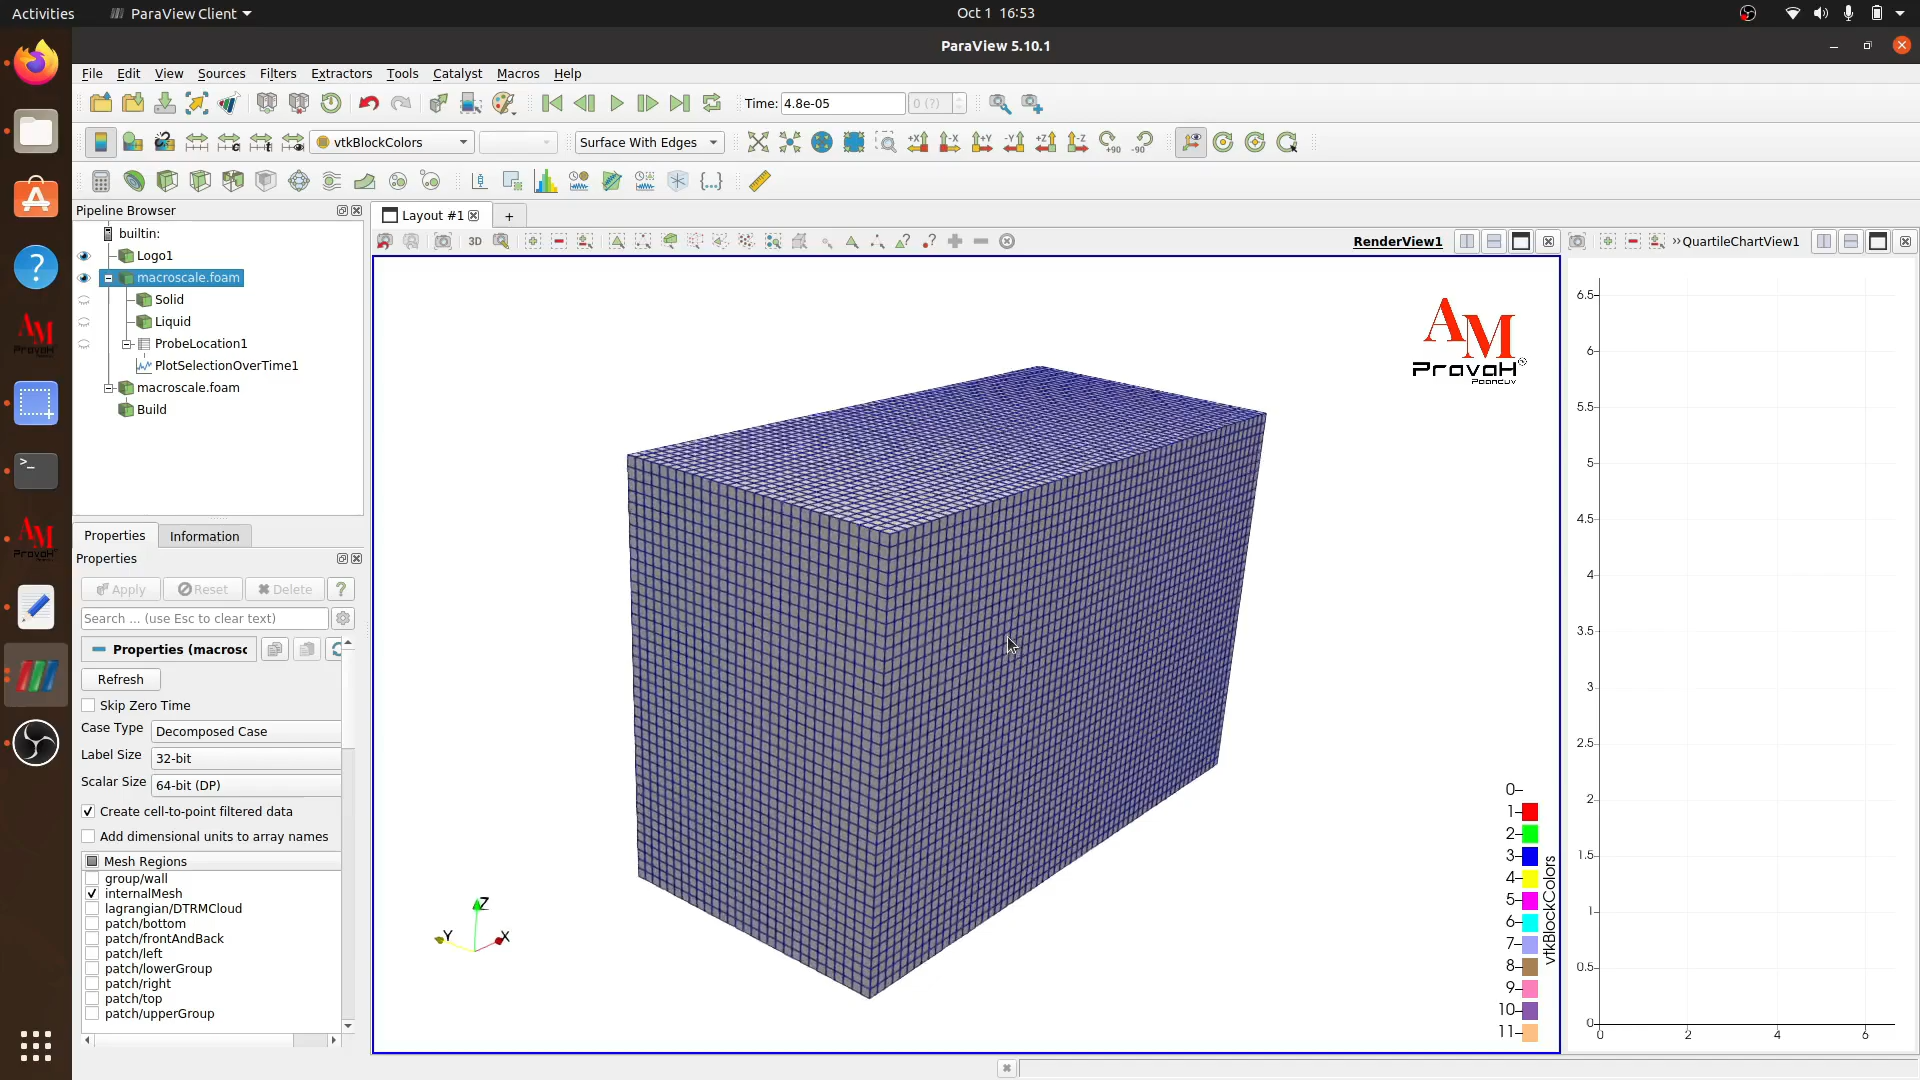 Activities
ParaView Client
Oct 1 16:53
ParaView 5.10.1
File Edit View Sources Filters Extractors Tools Catalyst Macros Help
Time: 4.8e-05 0 (?)
vtkBlockColors
Surface With Edges
+X -X +Y -Y +Z -Z +90 -90
Pipeline Browser
builtin:
Logo1
macroscale.foam
Solid
Liquid
ProbeLocation1
PlotSelectionOverTime1
macroscale.foam
Build
Properties Information
Properties
Apply Reset Delete ?
Search ... (use Esc to clear text)
Properties (macrosc
Refresh
Skip Zero Time
Case Type Decomposed Case
Label Size 32-bit
Scalar Size 64-bit (DP)
Create cell-to-point filtered data
Add dimensional units to array names
Mesh Regions
group/wall
internalMesh
lagrangian/DTRMCloud
patch/bottom
patch/frontAndBack
patch/left
patch/lowerGroup
patch/right
patch/top
patch/upperGroup
Layout #1 +
3D
RenderView1
AM
PravaH
Z
Y
X
0
1
2
3
4
5
6
7
8
9
10
11
vtkBlockColors
QuartileChartView1
6.5
6
5.5
5
4.5
4
3.5
3
2.5
2
1.5
1
0.5
0
0 2 4 6